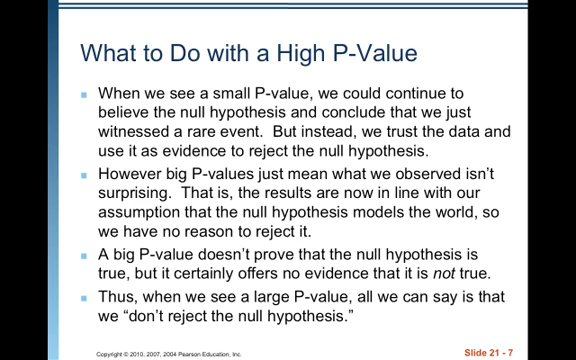 What to Do with a High P-Value
When we see a small P-value, we could continue to
believe the null hypothesis and conclude that we just
witnessed a rare event.  But instead, we trust the data and
use it as evidence to reject the null hypothesis.
However big P-values just mean what we observed isn't
surprising.  That is, the results are now in line with our
assumption that the null hypothesis models the world, so
we have no reason to reject it.
A big P-value doesn't prove that the null hypothesis is
true, but it certainly offers no evidence that it is not true.
Thus, when we see a large P-value, all we can say is that
we “don't reject the null hypothesis.”
Copyright © 2010, 2007, 2004 Pearson Education, Inc.
Slide 21 - 7